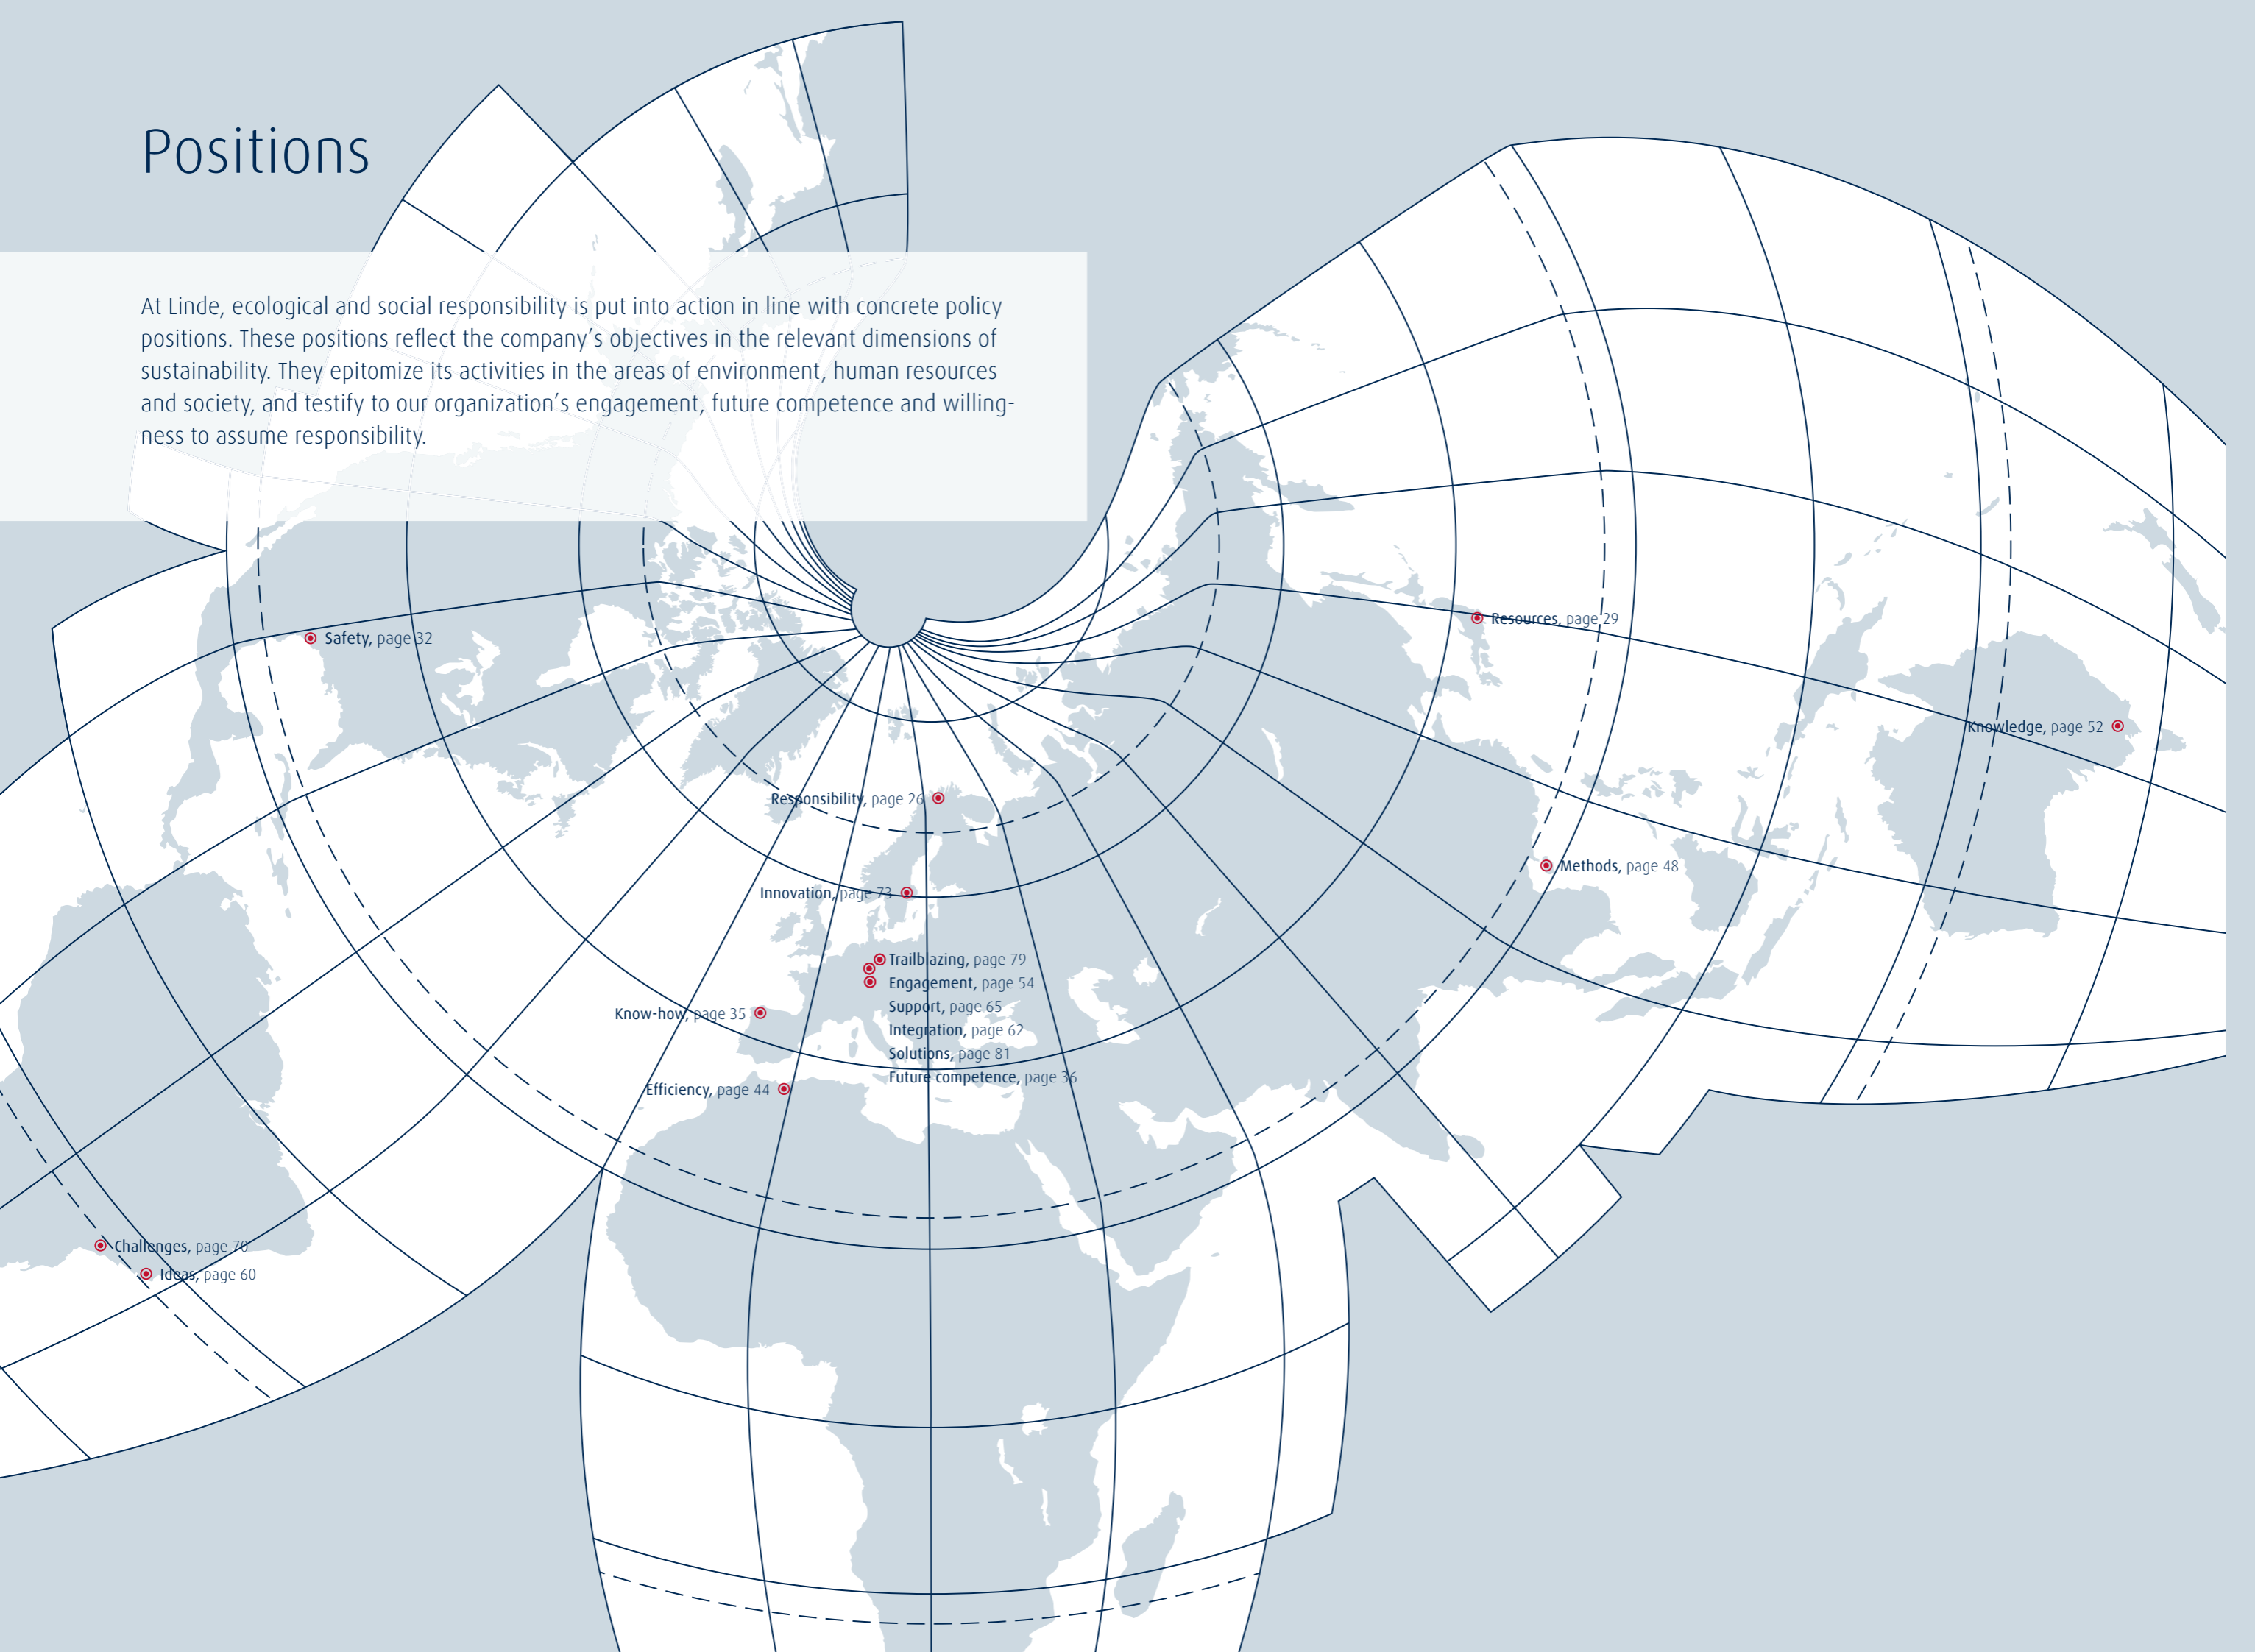 Positions
At Linde, ecological and social responsibility is put into action in line with concrete policy
positions. These positions reflect the company's objectives in the relevant dimensions of
sustainability. They epitomize its activities in the areas of environment, human resources
and society, and testify to our organization's engagement, future competence and willing-
ness to assume responsibility.
Safety, page 32
Resources, page 29
Knowledge, page 52
Responsibility, page 26
Methods, page 48
Innovation, page 73
Trailblazing, page 79
Engagement, page 54
Support, page 65
Integration, page 62
Solutions, page 81
Future competence, page 36
Know-how, page 35
Efficiency, page 44
Challenges, page 70
Ideas, page 60